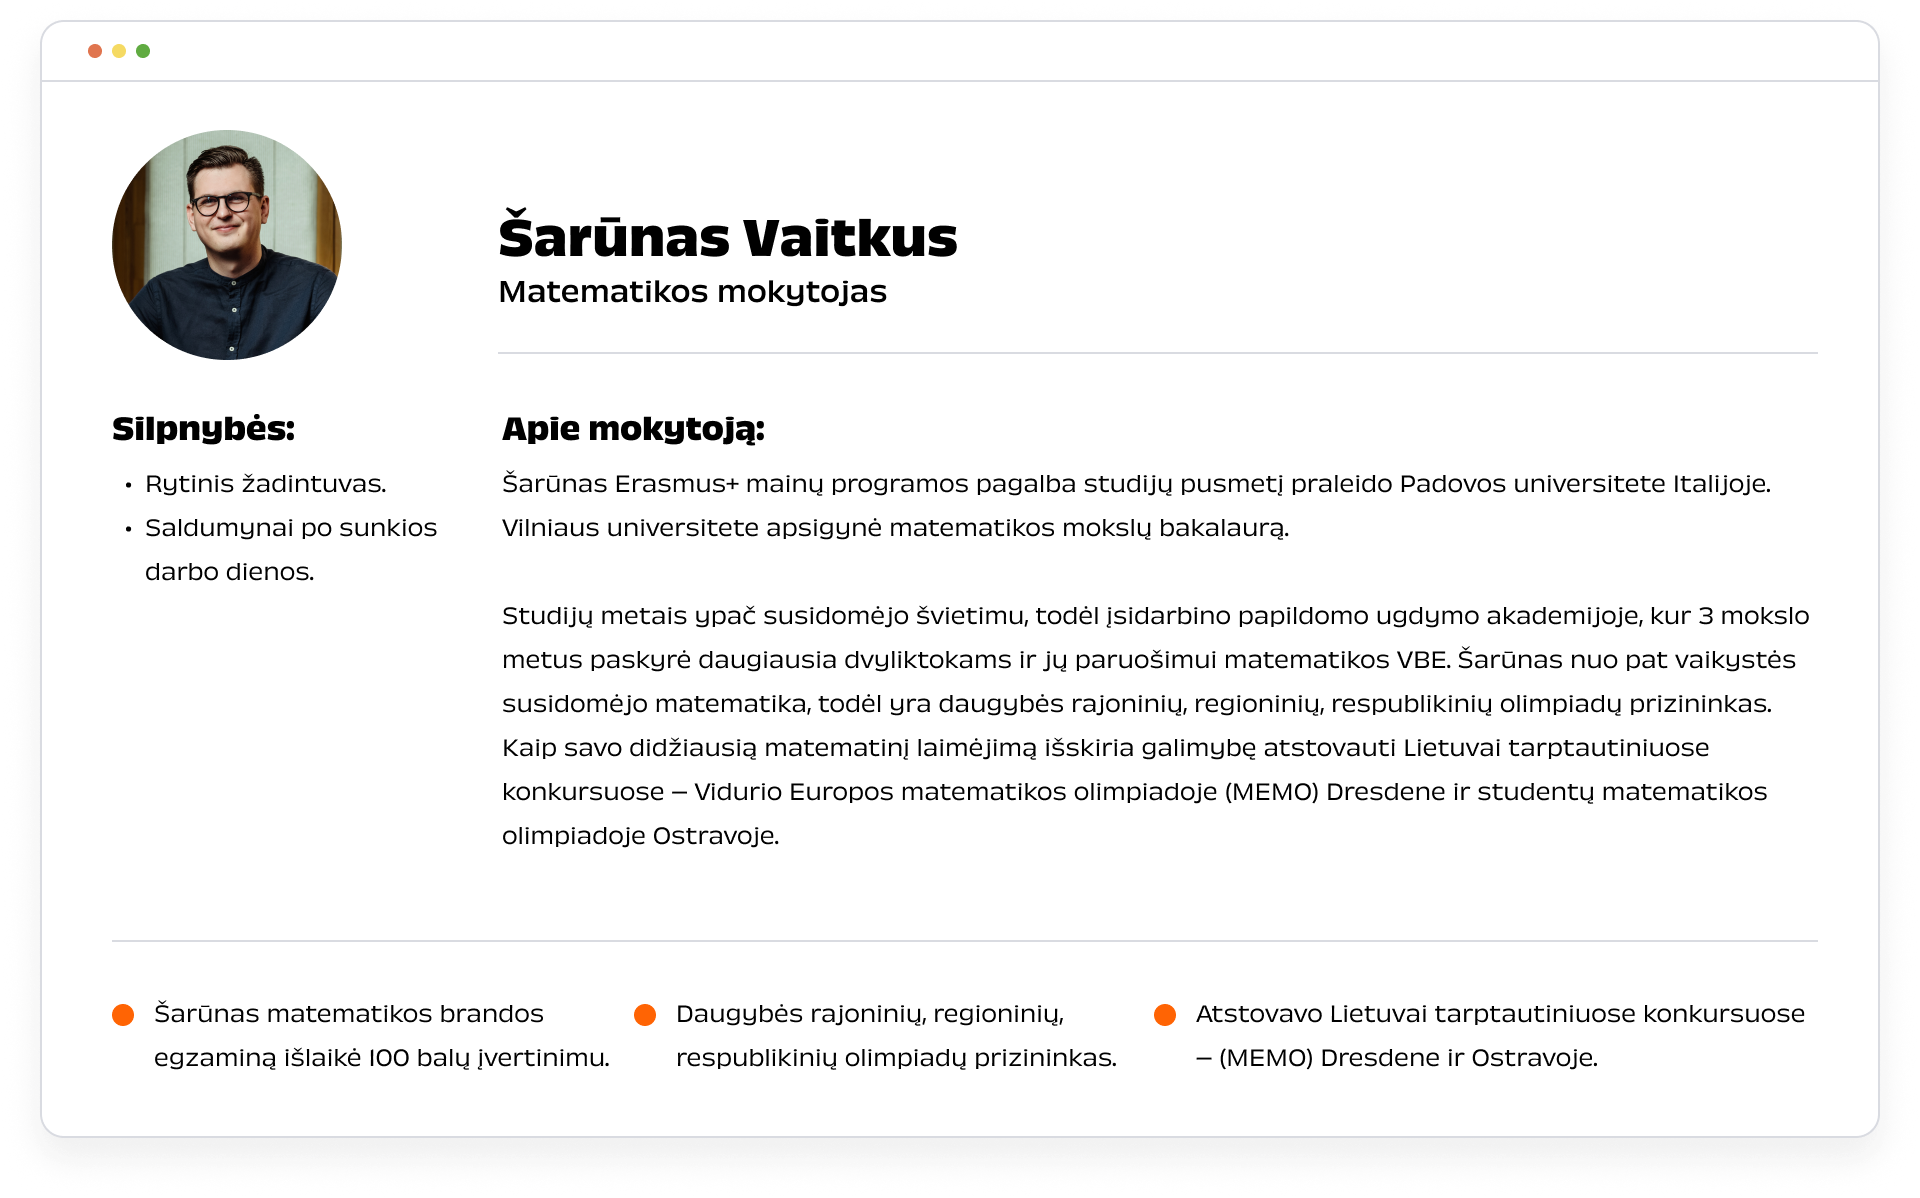 Šarūnas Vaitkus
Matematikos mokytojas
Silpnybės:
• Rytinis žadintuvas.
• Saldumynai po sunkios
darbo dienos.
Apie mokytoją:
Šarūnas Erasmus+ mainų programos pagalba studijų pusmetį praleido Padovos universitete Italijoje.
Vilniaus universitete apsigynė matematikos mokslų bakalaurą.
Studijų metais ypač susidomėjo švietimu, todėl įsidarbino papildomo ugdymo akademijoje, kur 3 mokslo
metus paskyrė daugiausia dvyliktokams ir jų paruošimui matematikos VBE. Šarūnas nuo pat vaikystės
susidomėjo matematika, todėl yra daugybės rajoninių, regioninių, respublikinių olimpiadų prizininkas.
Kaip savo didžiausią matematinį laimėjimą išskiria galimybę atstovauti Lietuvai tarptautiniuose
konkursuose – Vidurio Europos matematikos olimpiadoje (MEMO) Dresdene ir studentų matematikos
olimpiadoje Ostravoje.
Šarūnas matematikos brandos
egzaminą išlaikė 100 balų įvertinimu.
Daugybės rajoninių, regioninių,
respublikinių olimpiadų prizininkas.
Atstovavo Lietuvai tarptautiniuose konkursuose
– (MEMO) Dresdene ir Ostravoje.